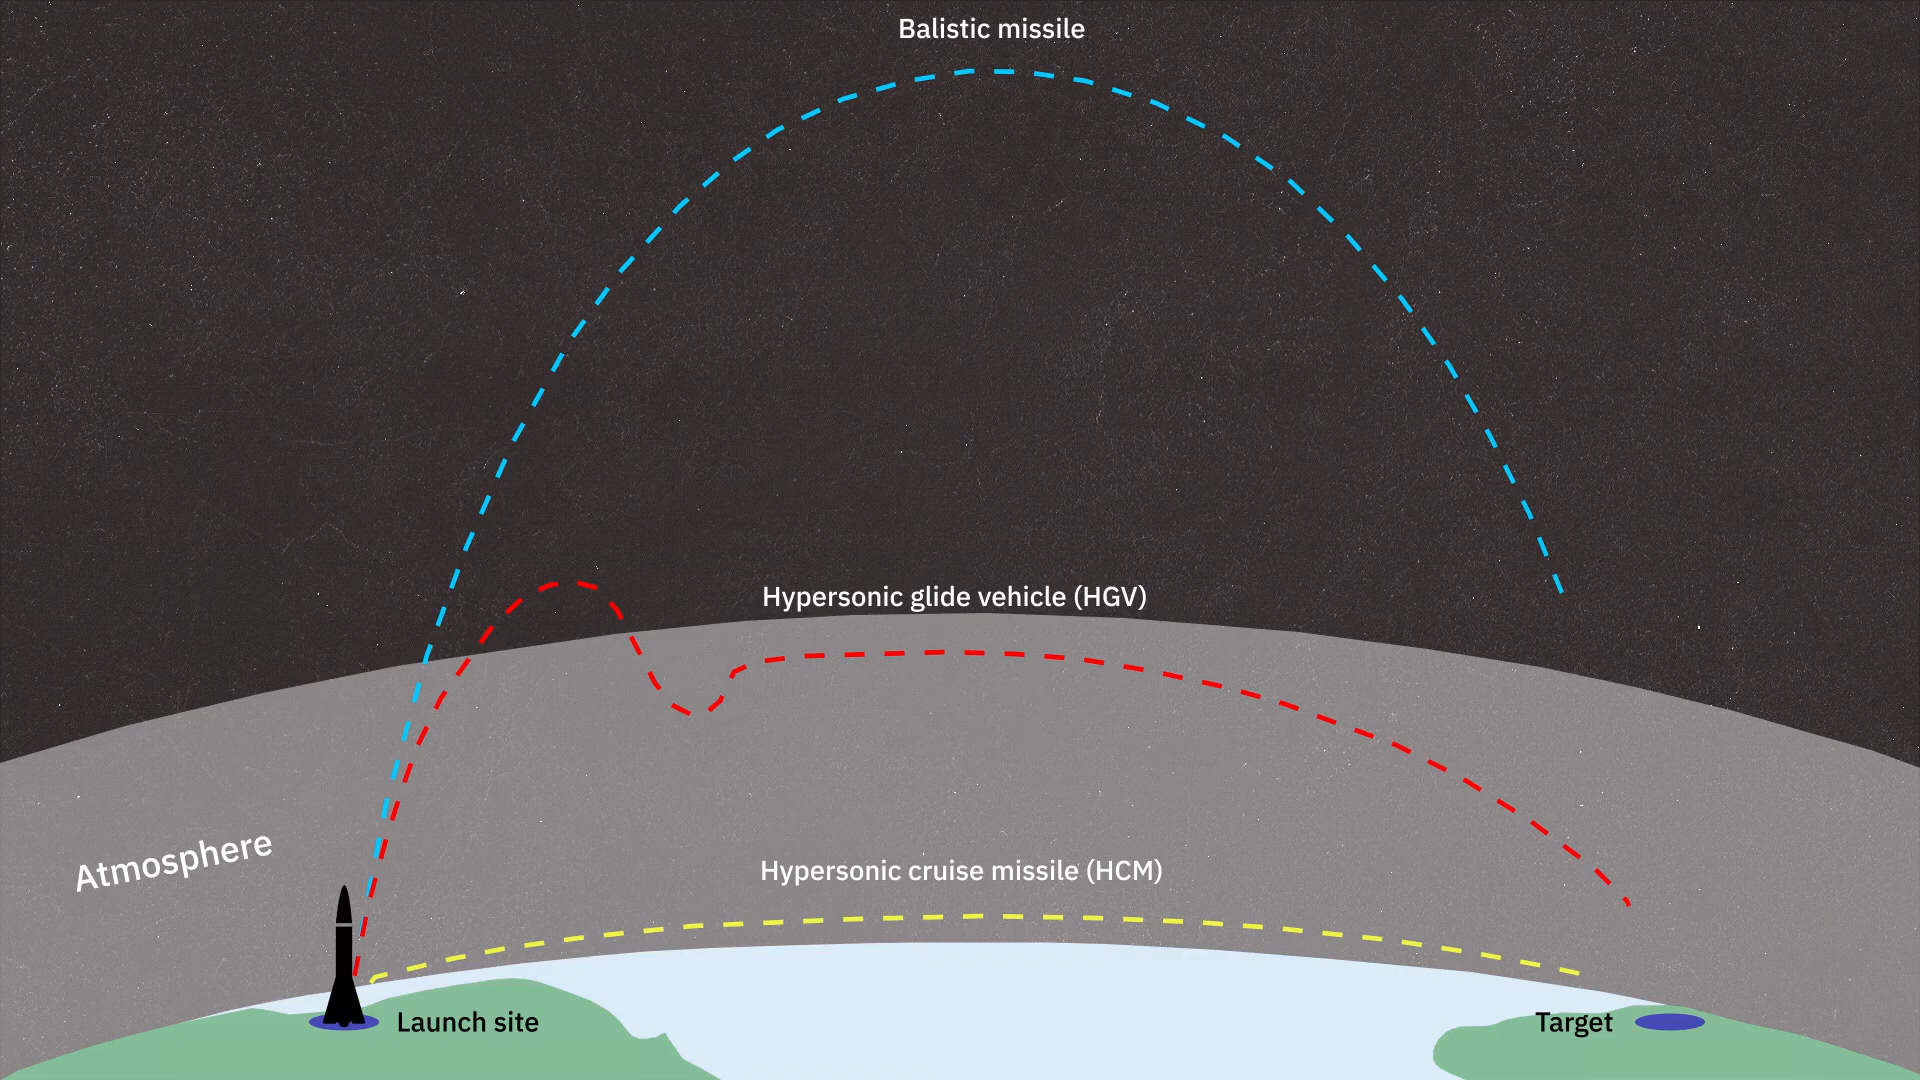 Balistic missile
Hypersonic glide vehicle (HGV)
Atmosphere
Hypersonic cruise missile (HCM)
Launch site
Target